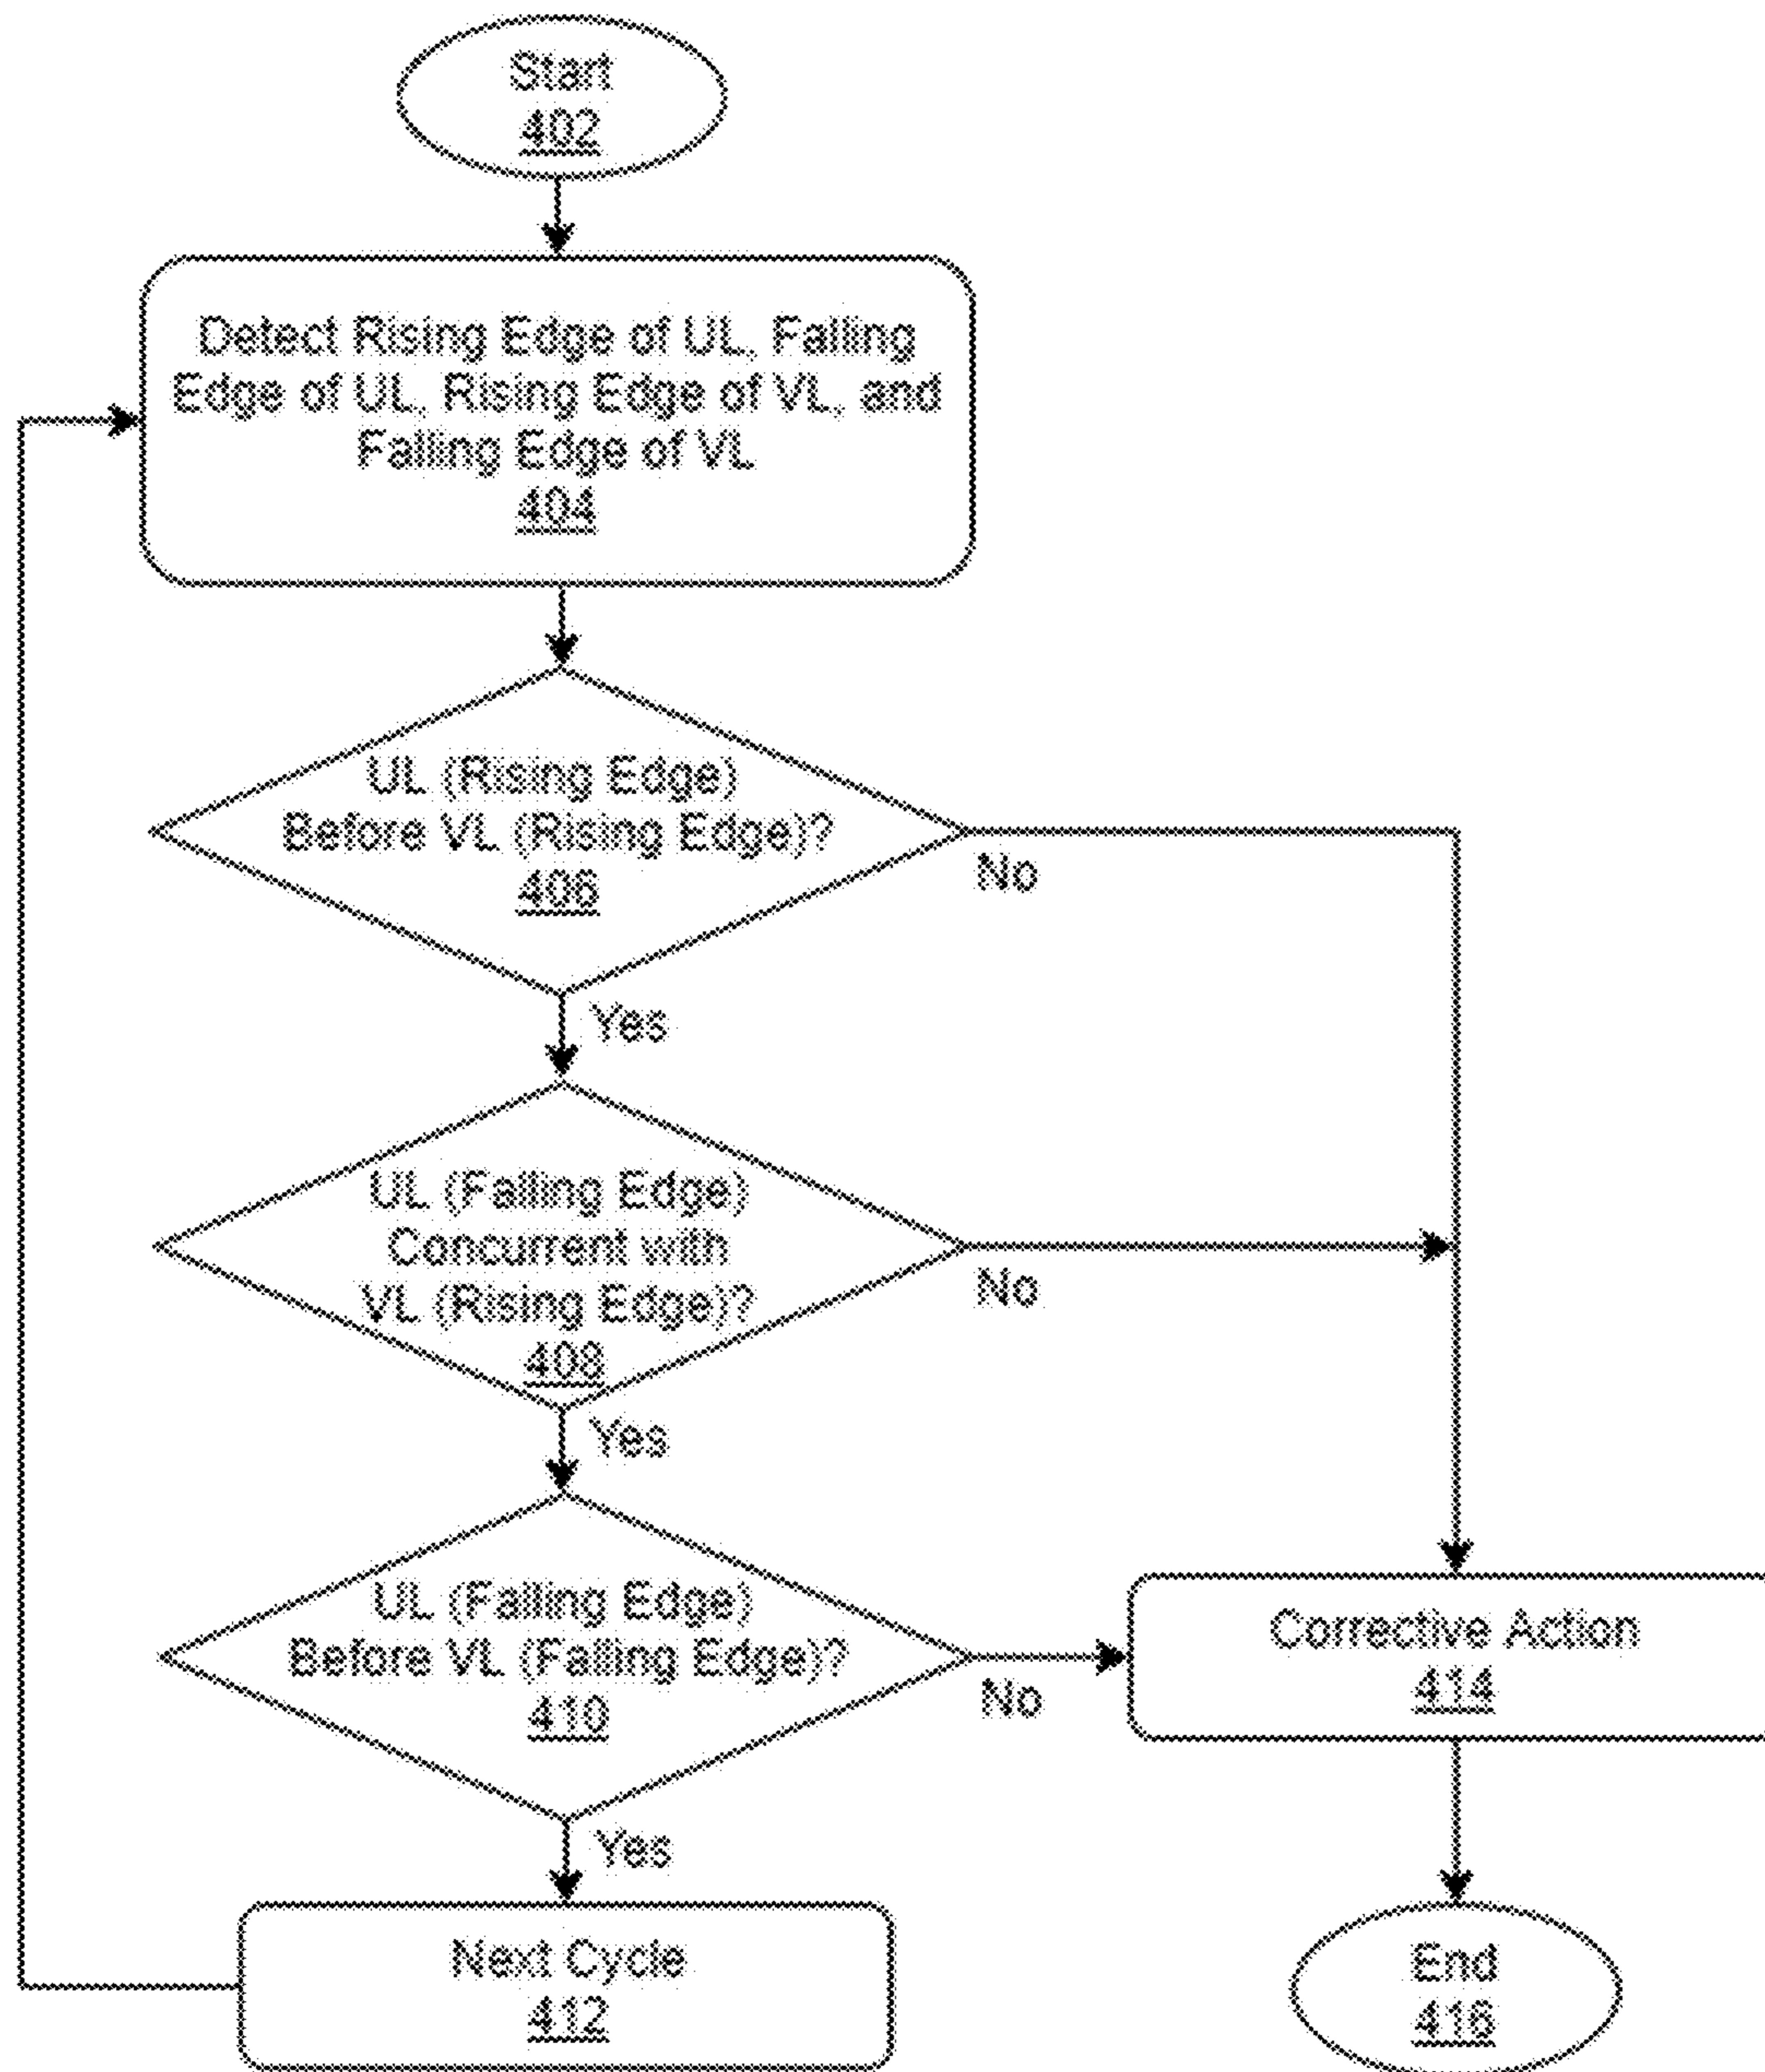 Start
402
Detect Rising Edge of UL, Falling
Edge of UL, Rising Edge of VL, and
Falling Edge of VL
404
UL (Rising Edge)
Before VL (Rising Edge)?
406
No
Yes
UL (Falling Edge)
Concurrent with
VL (Rising Edge)?
408
No
Yes
UL (Falling Edge)
Before VL (Falling Edge)?
410
No
Corrective Action
414
Yes
Next Cycle
412
End
416